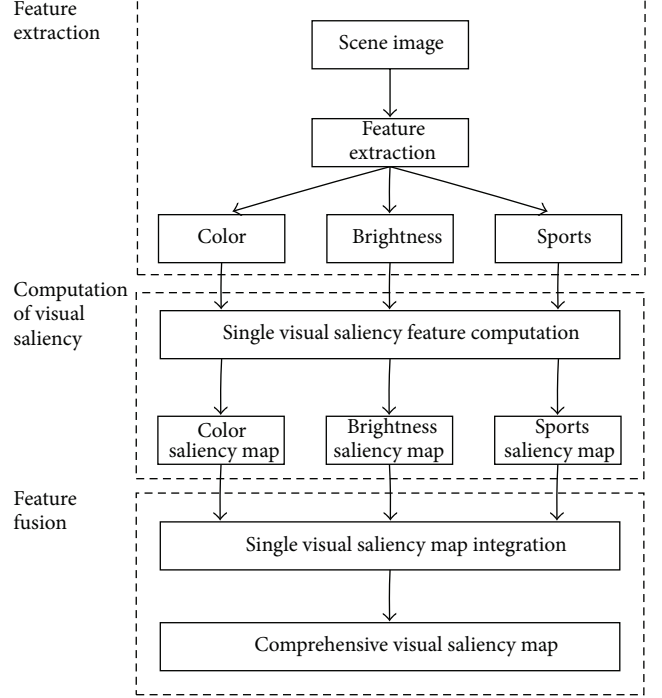 Feature
extraction
Scene image
Feature
extraction
Color
Brightness
Sports
Computation
of visual
saliency
Single visual saliency feature computation
Color
saliency map
Brightness
saliency map
Sports
saliency map
Feature
fusion
Single visual saliency map integration
Comprehensive visual saliency map